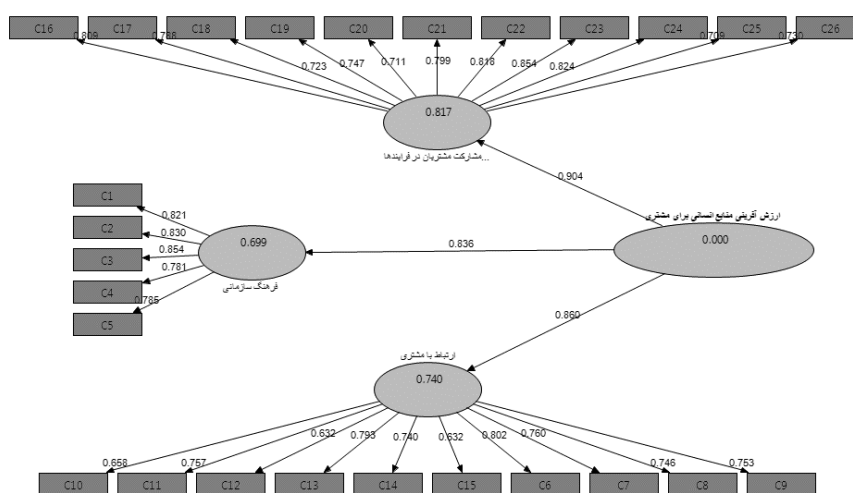 C16 C17 C18 C19 C20 C21 C22 C23 C24 C25 C26
0.809 0.788 0.723 0.747 0.711 0.799 0.818 0.854 0.824 0.709 0.730
0.817
مشارکت مشتریان در فرایندها...
0.904
C1
C2
C3
C4
C5
0.821
0.830
0.854
0.781
0.785
0.699
فرهنگ سازمانی
0.836
ارزش آفرینی منابع انسانی برای مشتری
0.000
0.860
ارتباط با مشتری
0.740
0.658 0.757 0.632 0.793 0.740 0.632 0.802 0.760 0.746 0.753
C10 C11 C12 C13 C14 C15 C6 C7 C8 C9